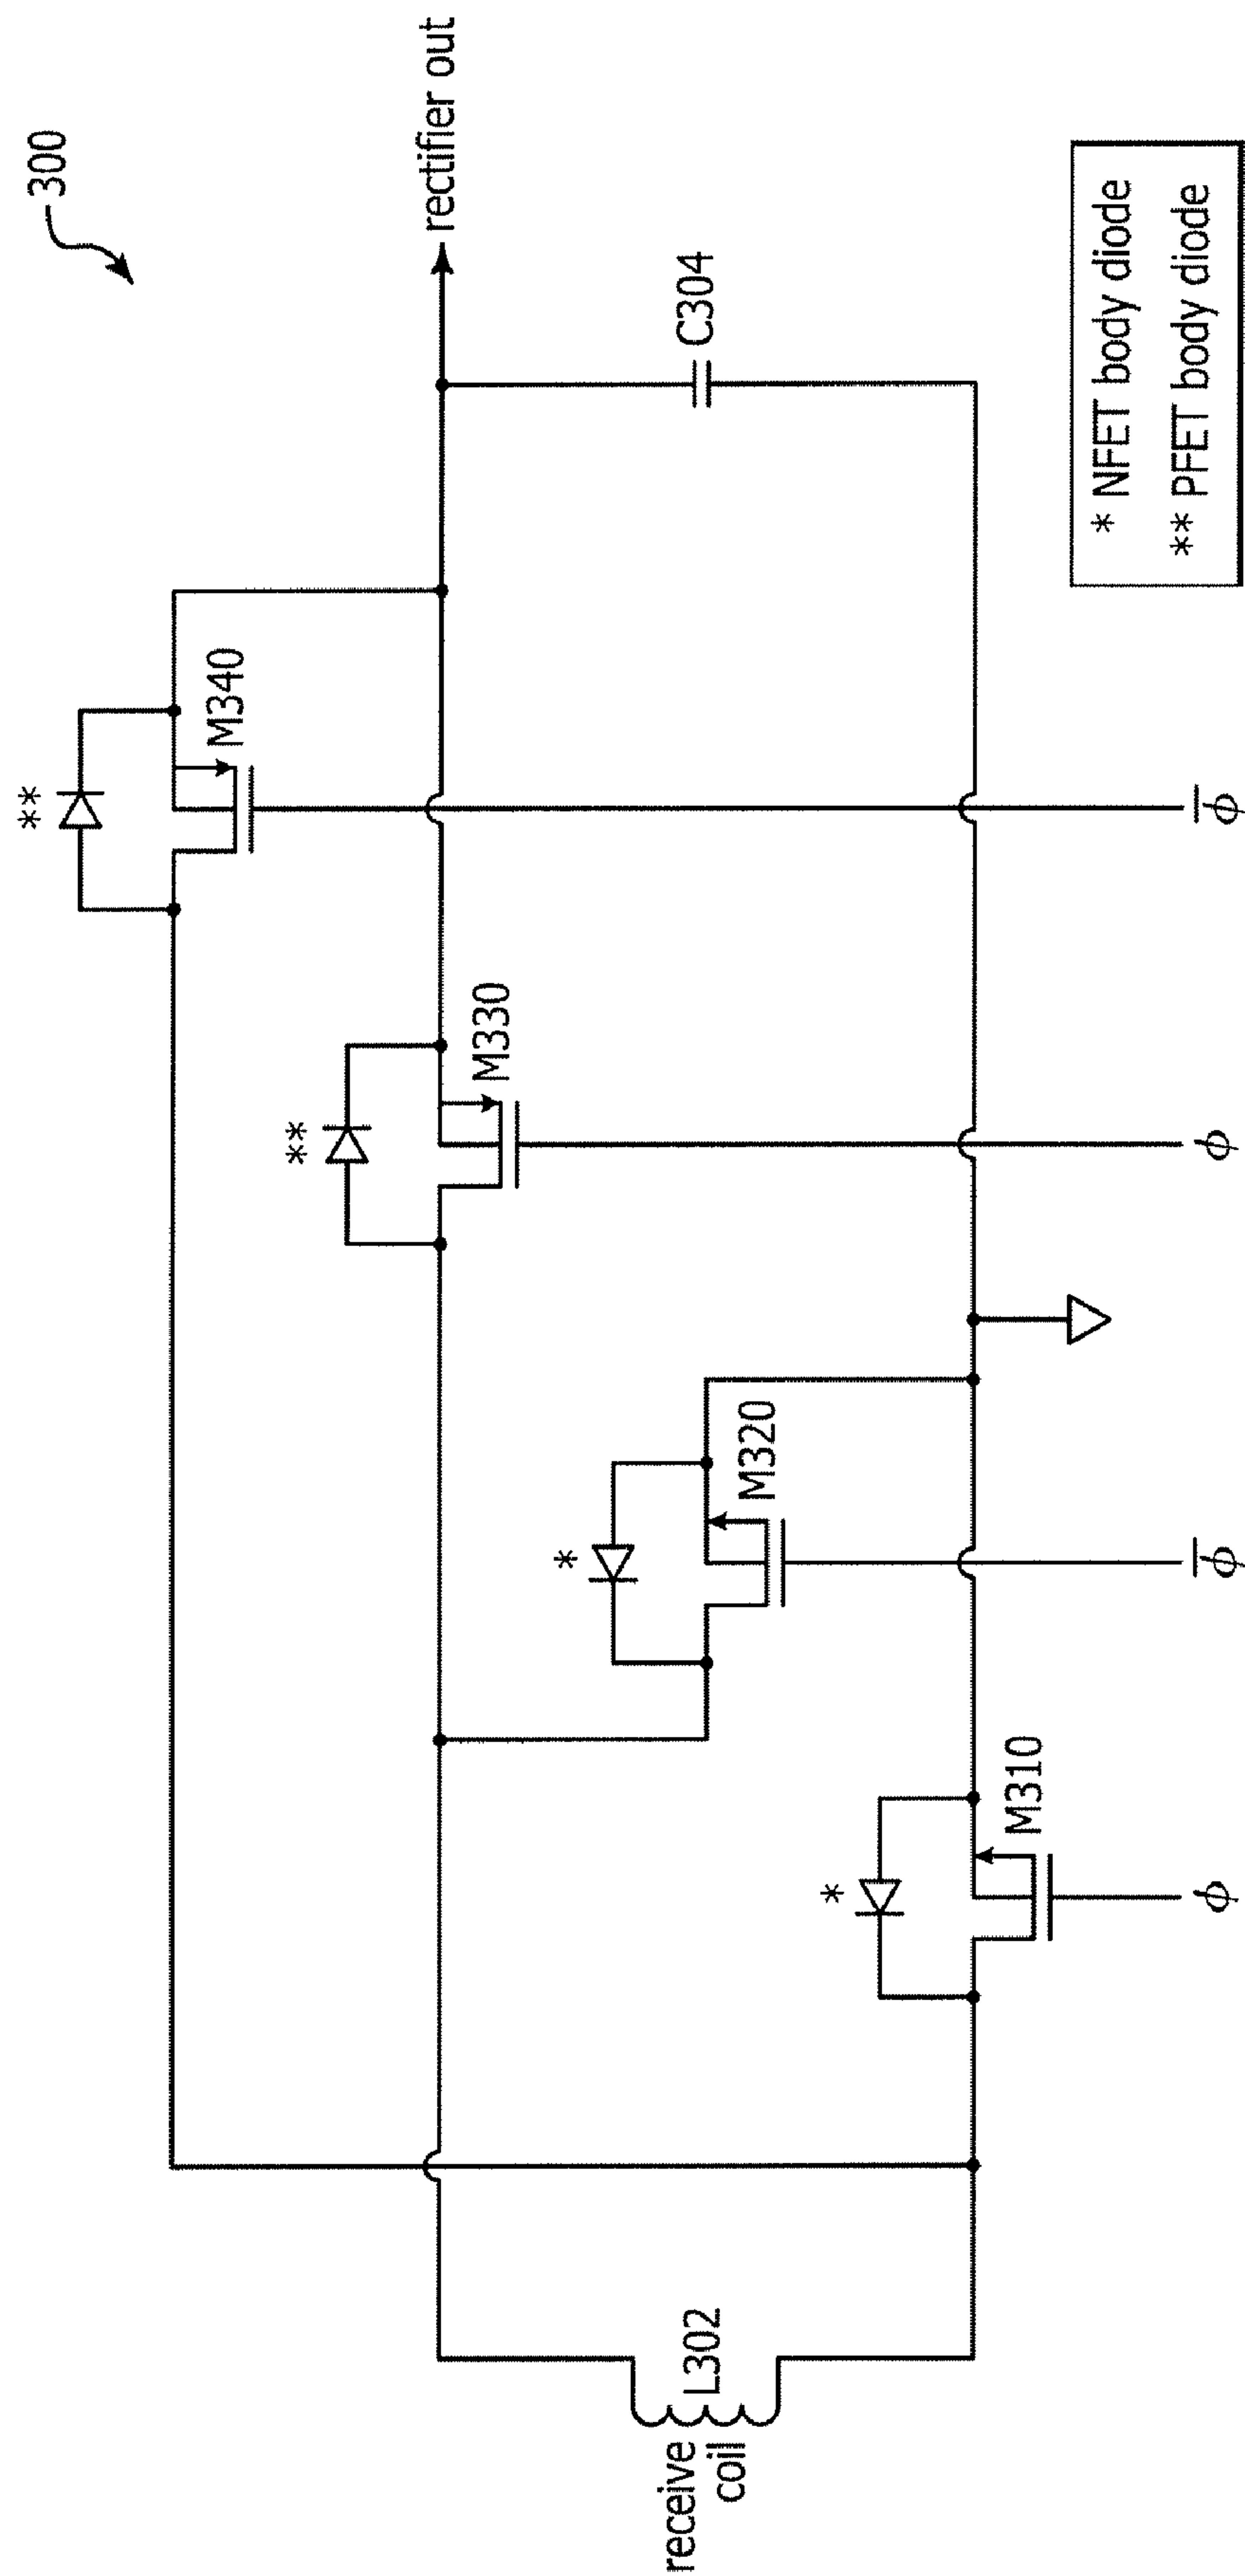 300
**
M340
rectifier out
**
M330
C304
*
M320
receive
coil
L302
*
M310
ϕ
ϕ̅
ϕ
ϕ̅
* NFET body diode
** PFET body diode